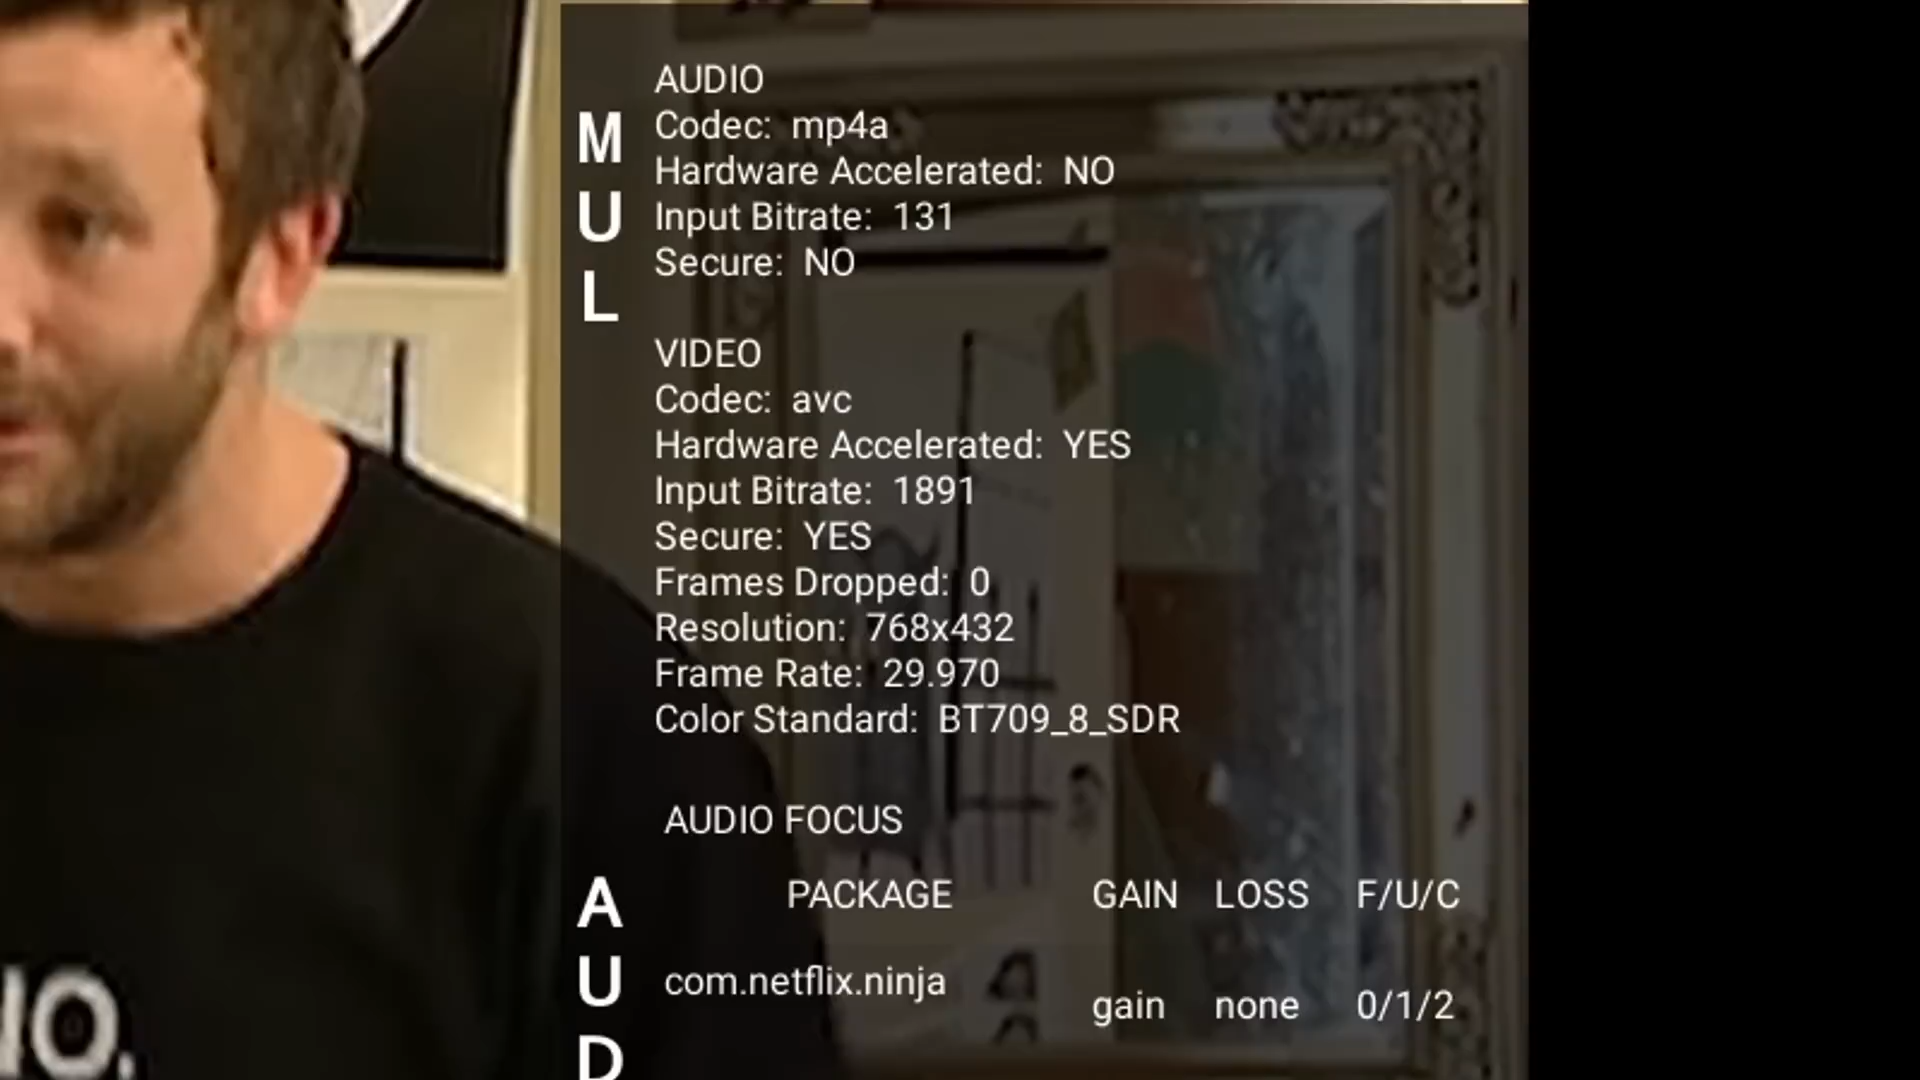 AUDIO
Codec: mp4a
Hardware Accelerated: NO
Input Bitrate: 131
Secure: NO
M
U
L
VIDEO
Codec: avc
Hardware Accelerated: YES
Input Bitrate: 1891
Secure: YES
Frames Dropped: 0
Resolution: 768x432
Frame Rate: 29.970
Color Standard: BT709_8_SDR
AUDIO FOCUS
PACKAGE GAIN LOSS F/U/C
com.netflix.ninja gain none 0/1/2
A
U
D
NO.